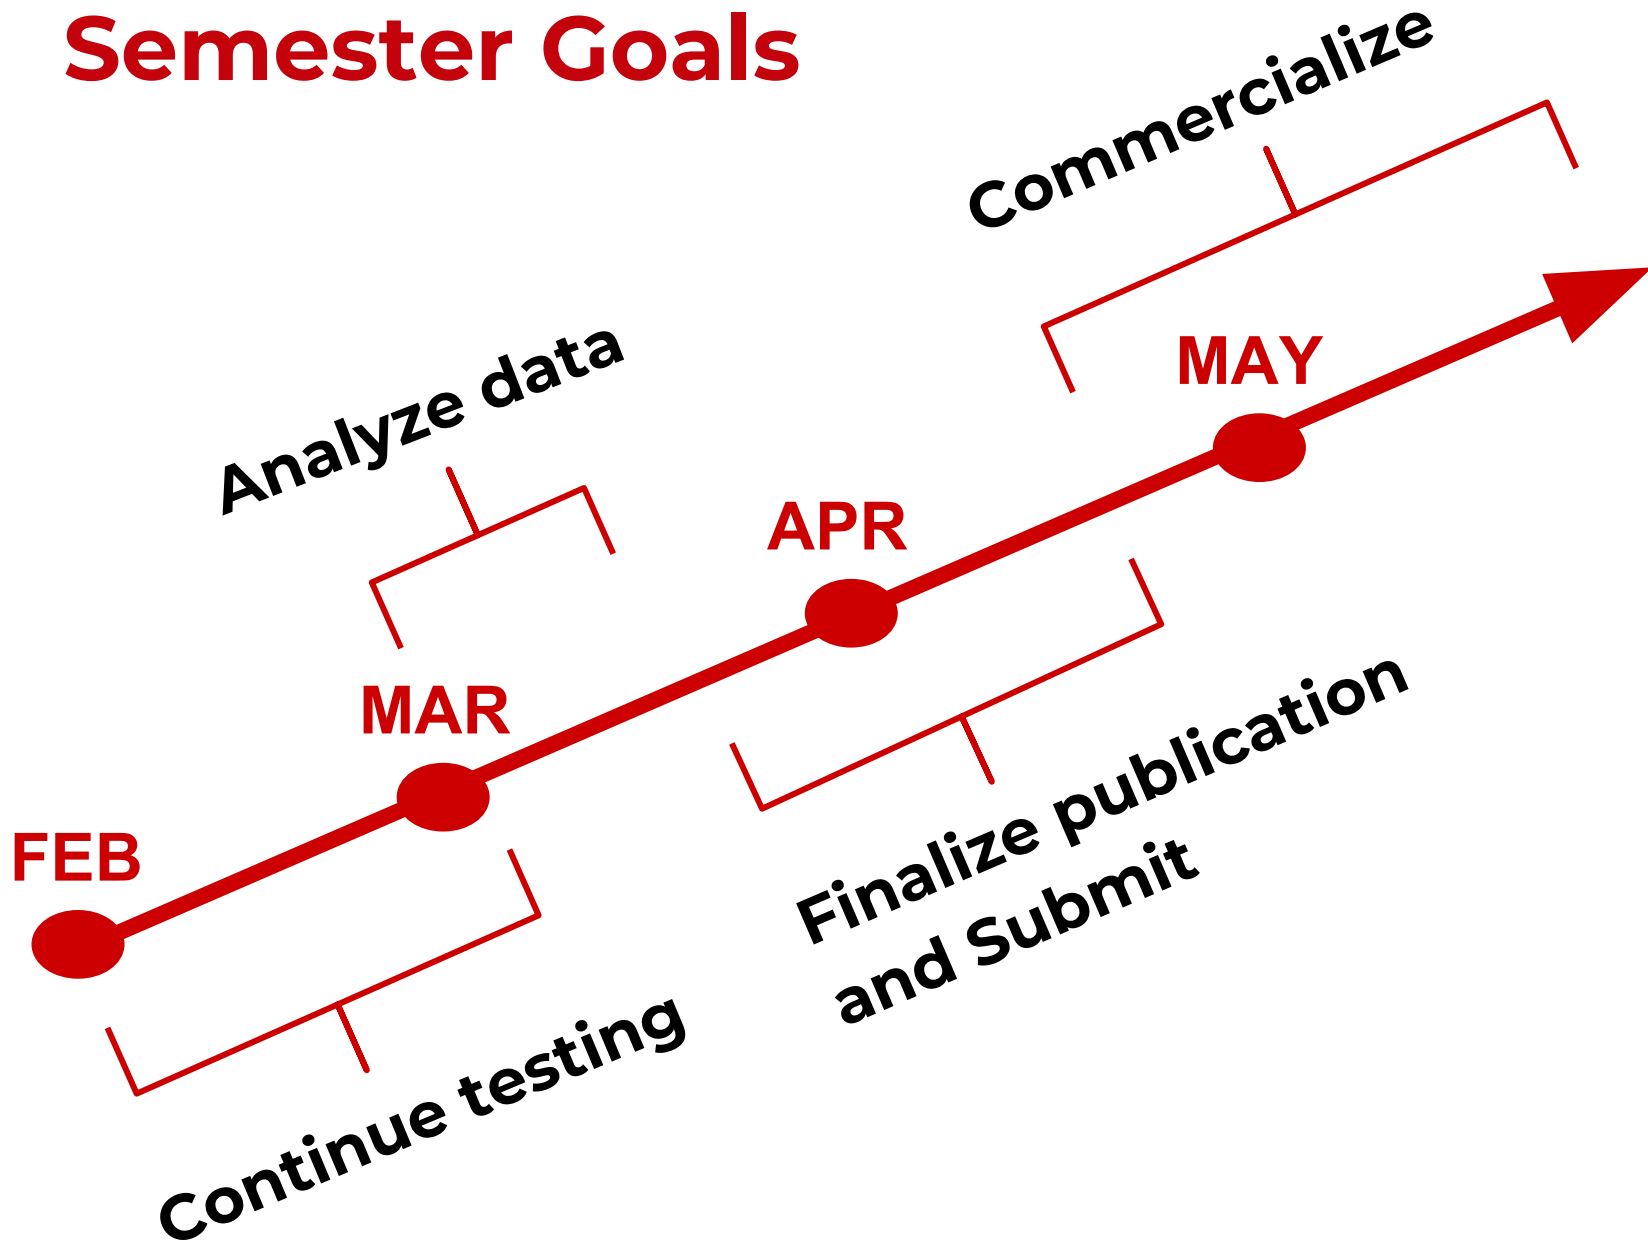 Semester Goals
Commercialize
Analyze data
MAY
APR
MAR
FEB
Finalize publication
and Submit
Continue testing